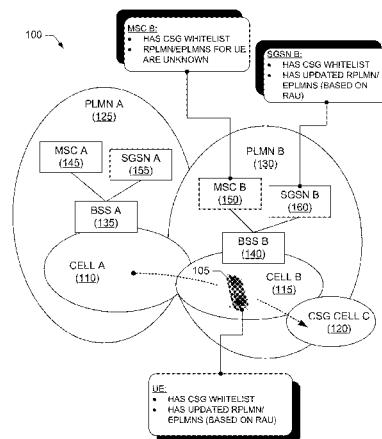 100
MSC B:
• HAS CSG WHITELIST
• RPLMN/EPLMNS FOR UE
ARE UNKNOWN
SGSN B:
• HAS CSG WHITELIST
• HAS UPDATED RPLMN/
EPLMNS (BASED ON
RAU)
PLMN A
(125)
PLMN B
(130)
MSC A
(145)
SGSN A
(155)
MSC B
(150)
SGSN B
(160)
BSS A
(135)
BSS B
(140)
CELL A
(110)
105
CELL B
(115)
CSG CELL C
(120)
UE:
• HAS CSG WHITELIST
• HAS UPDATED RPLMN/
EPLMNS (BASED ON RAU)